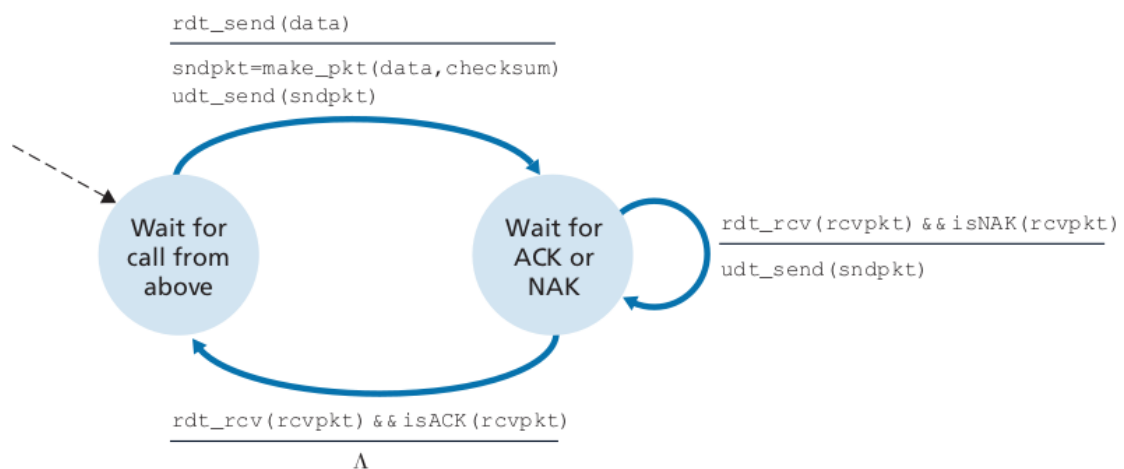 rdt_send(data)
sndpkt=make_pkt(data,checksum)
udt_send(sndpkt)
Wait for
call from
above
Wait for
ACK or
NAK
rdt_rcv(rcvpkt)&&isNAK(rcvpkt)
udt_send(sndpkt)
rdt_rcv(rcvpkt)&&isACK(rcvpkt)
Λ